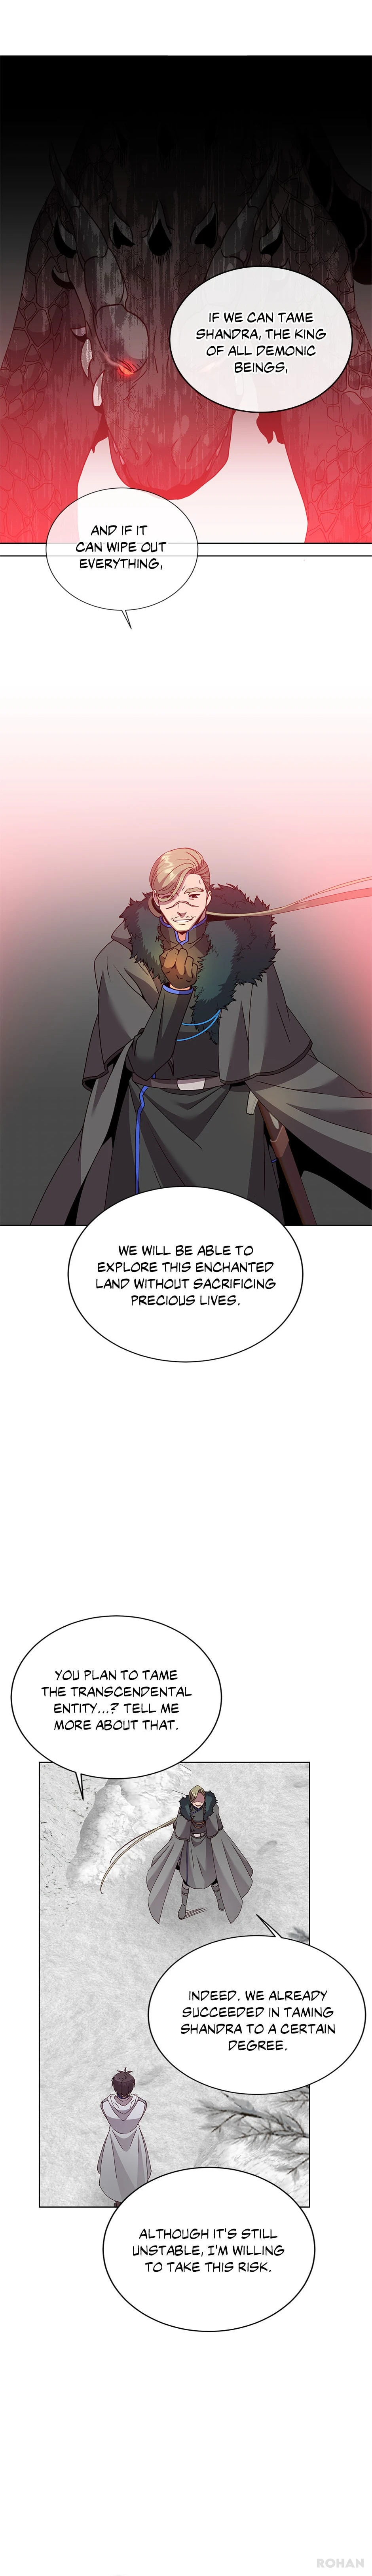 IF WE CAN TAME
SHANDRA, THE KING
OF ALL DEMONIC
BEINGS,
AND IF IT
CAN WIPE OUT
EVERYTHING,
WE WILL BE ABLE TO
EXPLORE THIS ENCHANTED
LAND WITHOUT SACRIFICING
PRECIOUS LIVES.
YOU PLAN TO TAME
THE TRANSCENDENTAL
ENTITY...? TELL ME
MORE ABOUT THAT.
INDEED. WE ALREADY
SUCCEEDED IN TAMING
SHANDRA TO A CERTAIN
DEGREE.
ALTHOUGH IT'S STILL
UNSTABLE, I'M WILLING
TO TAKE THIS RISK.
ROHAN